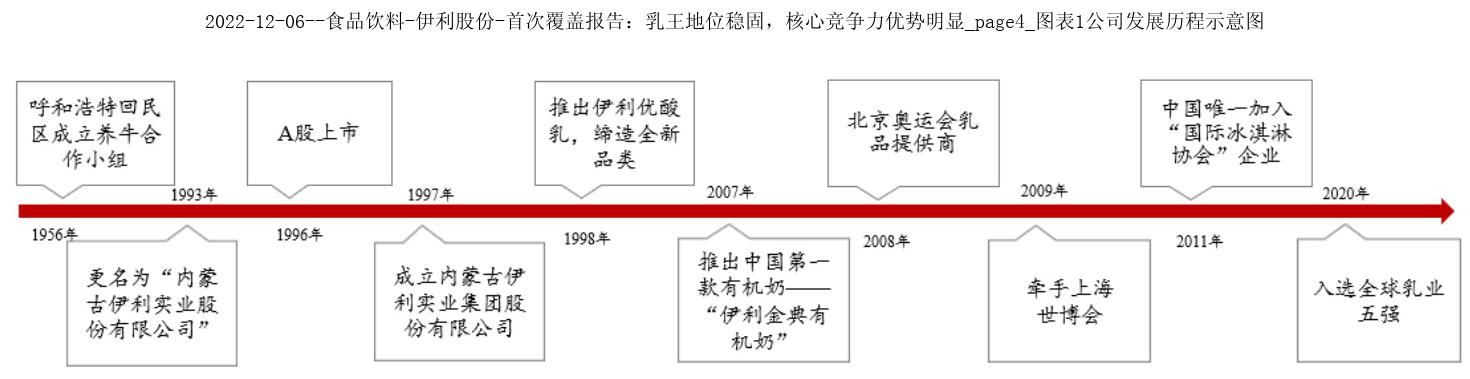 2022-12-06--食品饮料-伊利股份-首次覆盖报告：乳王地位稳固，核心竞争力优势明显_page4_图表1公司发展历程示意图
呼和浩特回民
区成立养牛合
作小组
1956年
1993年
更名为“内蒙
古伊利实业股
份有限公司”
A股上市
1996年
1997年
成立内蒙古伊
利实业集团股
份有限公司
推出伊利优酸
乳，缔造全新
品类
1998年
2007年
推出中国第一
款有机奶——
“伊利金典有
机奶”
北京奥运会乳
品提供商
2008年
2009年
牵手上海
世博会
中国唯一加入
“国际冰淇淋
协会”企业
2011年
2020年
入选全球乳业
五强